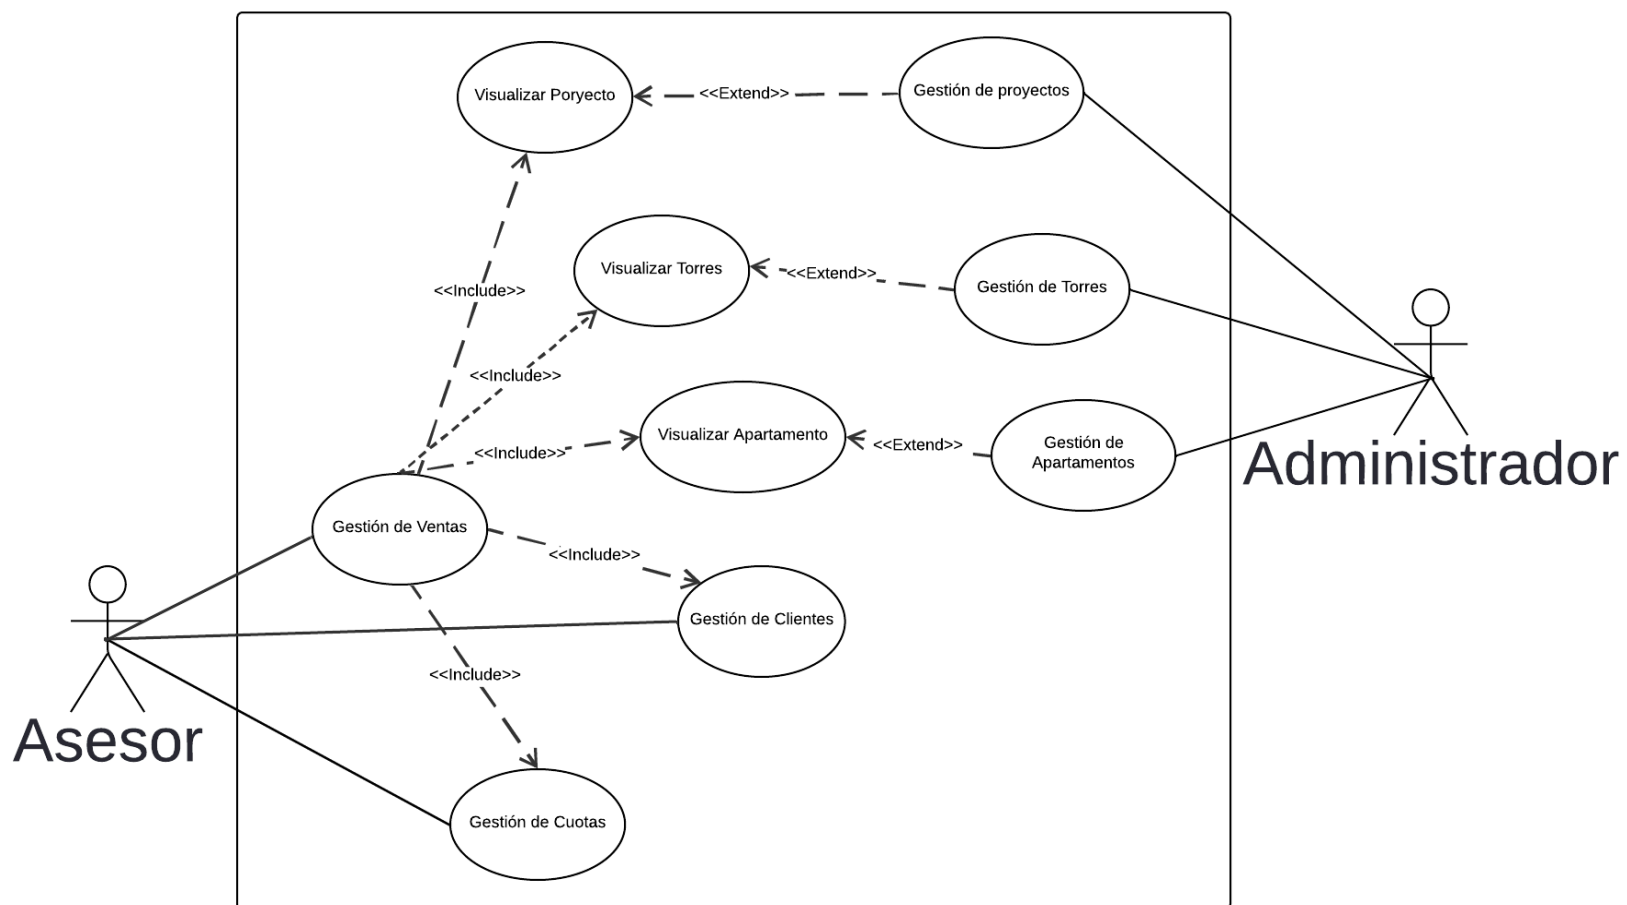 Visualizar Poryecto
<<Extend>>
Gestión de proyectos
Visualizar Torres
<<Extend>>
Gestión de Torres
<<Include>>
<<Include>>
Visualizar Apartamento
<<Extend>>
Gestión de
Apartamentos
<<Include>>
Administrador
Gestión de Ventas
<<Include>>
Gestión de Clientes
<<Include>>
Asesor
Gestión de Cuotas